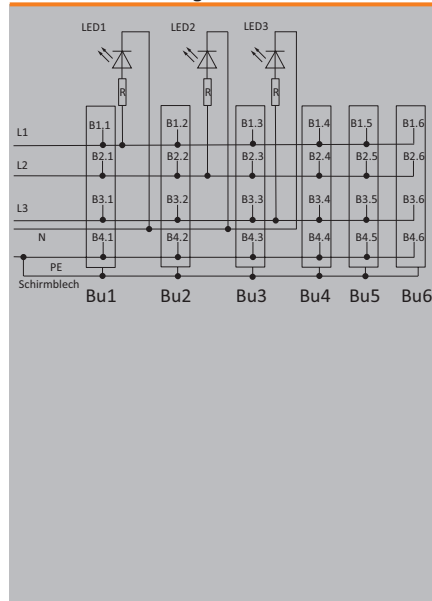 LED1 LED2 LED3
R R R
B1.1 B1.2 B1.3 B1.4 B1.5 B1.6
L1
B2.1 B2.2 B2.3 B2.4 B2.5 B2.6
L2
B3.1 B3.2 B3.3 B3.4 B3.5 B3.6
L3
N B4.1 B4.2 B4.3 B4.4 B4.5 B4.6
PE
Schirmblech
Bu1 Bu2 Bu3 Bu4 Bu5 Bu6